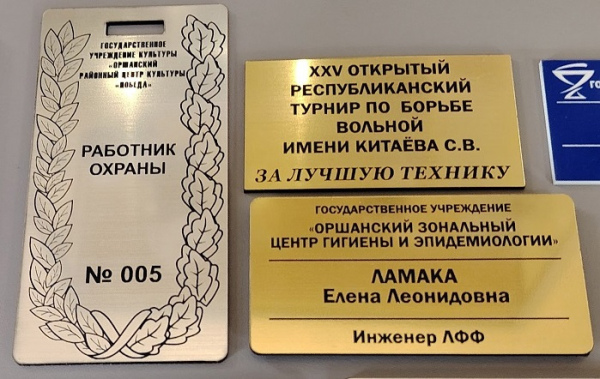 ГОСУДАРСТВЕННОЕ
УЧРЕЖДЕНИЕ КУЛЬТУРЫ
«ОРШАНСКИЙ
РАЙОННЫЙ ЦЕНТР КУЛЬТУРЫ
«ПОБЕДА»
РАБОТНИК
ОХРАНЫ
№ 005
XXV ОТКРЫТЫЙ
РЕСПУБЛИКАНСКИЙ
ТУРНИР ПО БОРЬБЕ
ВОЛЬНОЙ
ИМЕНИ КИТАЁВА С.В.
ЗА ЛУЧШУЮ ТЕХНИКУ
ГОСУДАРСТВЕННОЕ УЧРЕЖДЕНИЕ
«ОРШАНСКИЙ ЗОНАЛЬНЫЙ
ЦЕНТР ГИГИЕНЫ И ЭПИДЕМИОЛОГИИ»
ЛАМАКА
Елена Леонидовна
Инженер ЛФФ